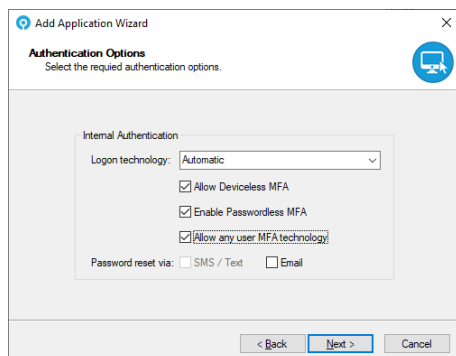 Add Application Wizard
Authentication Options
Select the requied authentication options.
Internal Authentication
Logon technology: Automatic
Allow Deviceless MFA
Enable Passwordless MFA
Allow any user MFA technology
Password reset via: SMS / Text Email
< Back Next > Cancel